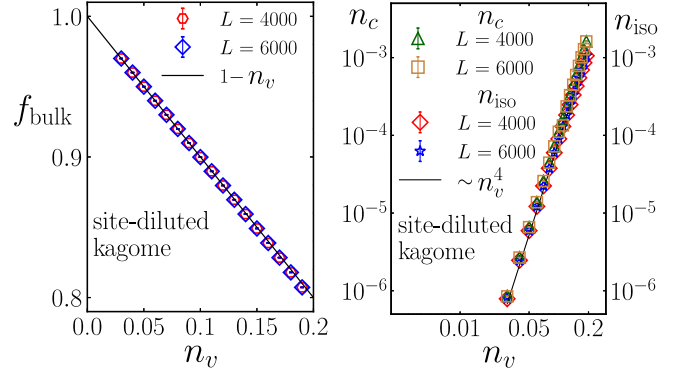 1.0
L = 4000
L = 6000
1 − n_v
f_bulk
0.9
site-diluted
kagome
0.8
0.0 0.05 0.1 0.15 0.2
n_v
n_c
n_c
n_iso
L = 4000
L = 6000
n_iso
L = 4000
L = 6000
∼ n_v^4
10^−3
10^−4
10^−5
10^−6
site-diluted
kagome
10^−3
10^−4
10^−5
10^−6
0.01 0.05 0.2
n_v